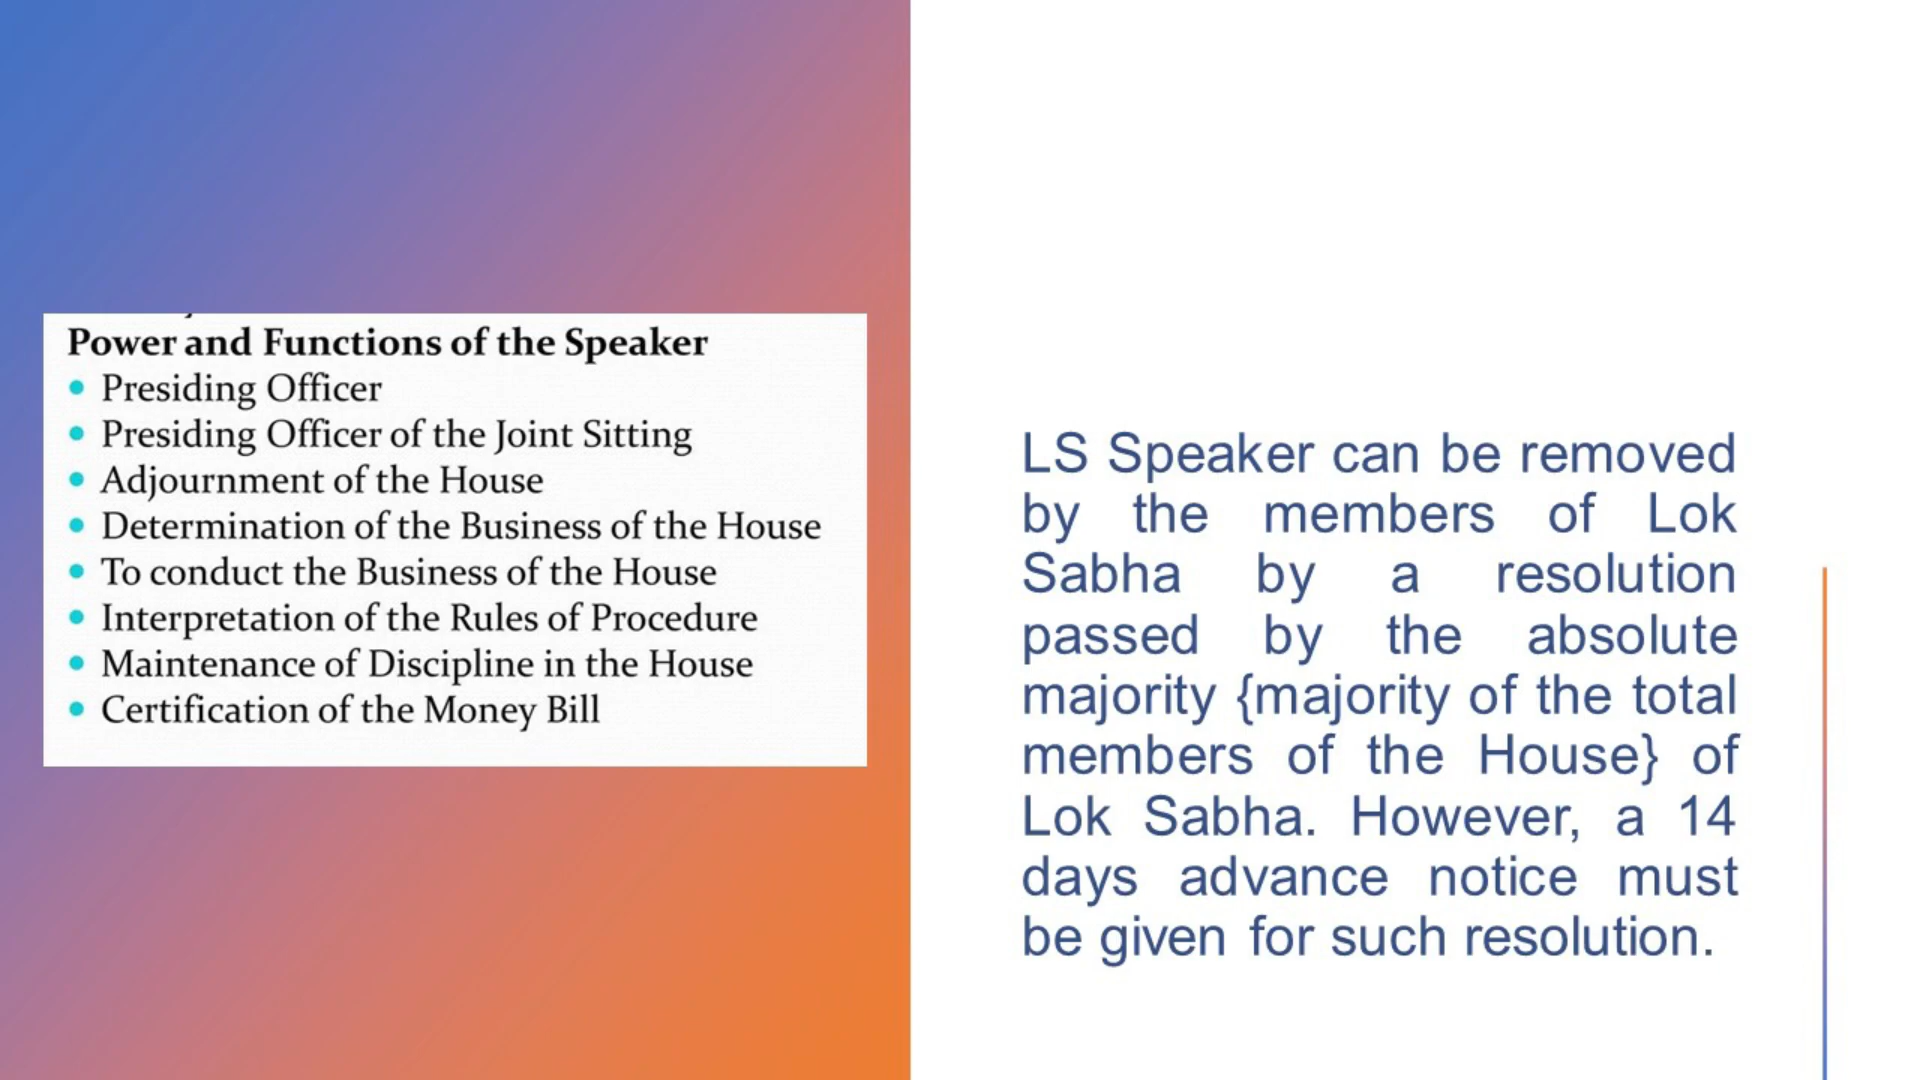 Power and Functions of the Speaker
• Presiding Officer
• Presiding Officer of the Joint Sitting
• Adjournment of the House
• Determination of the Business of the House
• To conduct the Business of the House
• Interpretation of the Rules of Procedure
• Maintenance of Discipline in the House
• Certification of the Money Bill
LS Speaker can be removed
by the members of Lok
Sabha by a resolution
passed by the absolute
majority {majority of the total
members of the House} of
Lok Sabha. However, a 14
days advance notice must
be given for such resolution.